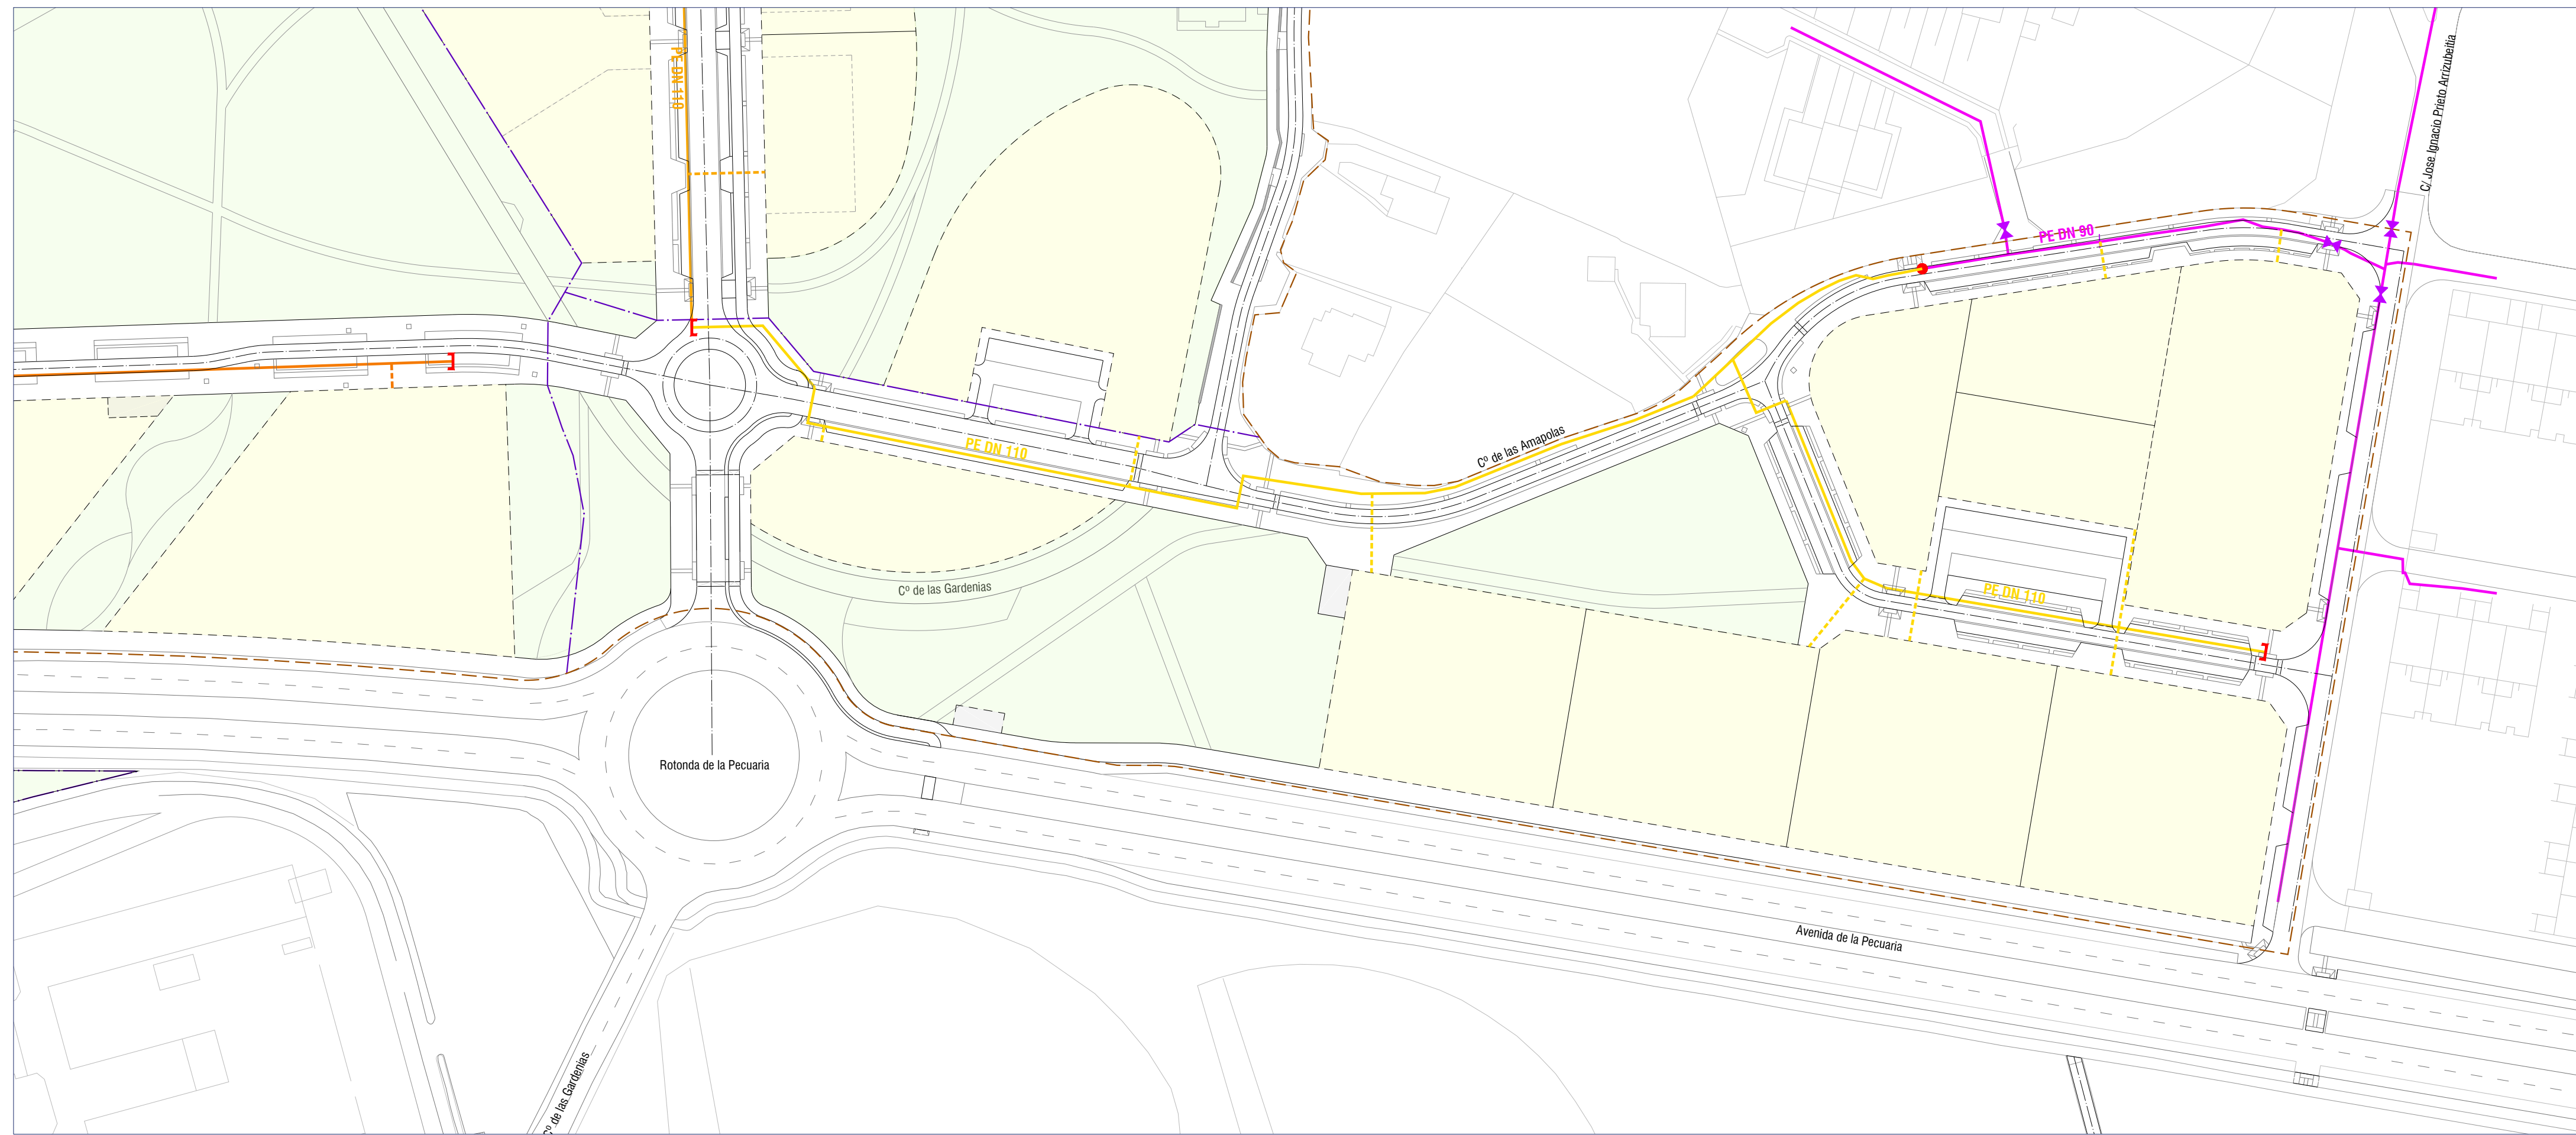 PE DN 110
C/ Jose Ignacio Prieto Arrizubeitia
PE DN 90
PE DN 110
Cº de las Amapolas
Cº de las Gardenias
PE DN 110
Rotonda de la Pecuaria
Avenida de la Pecuaria
Cº de las Gardenias